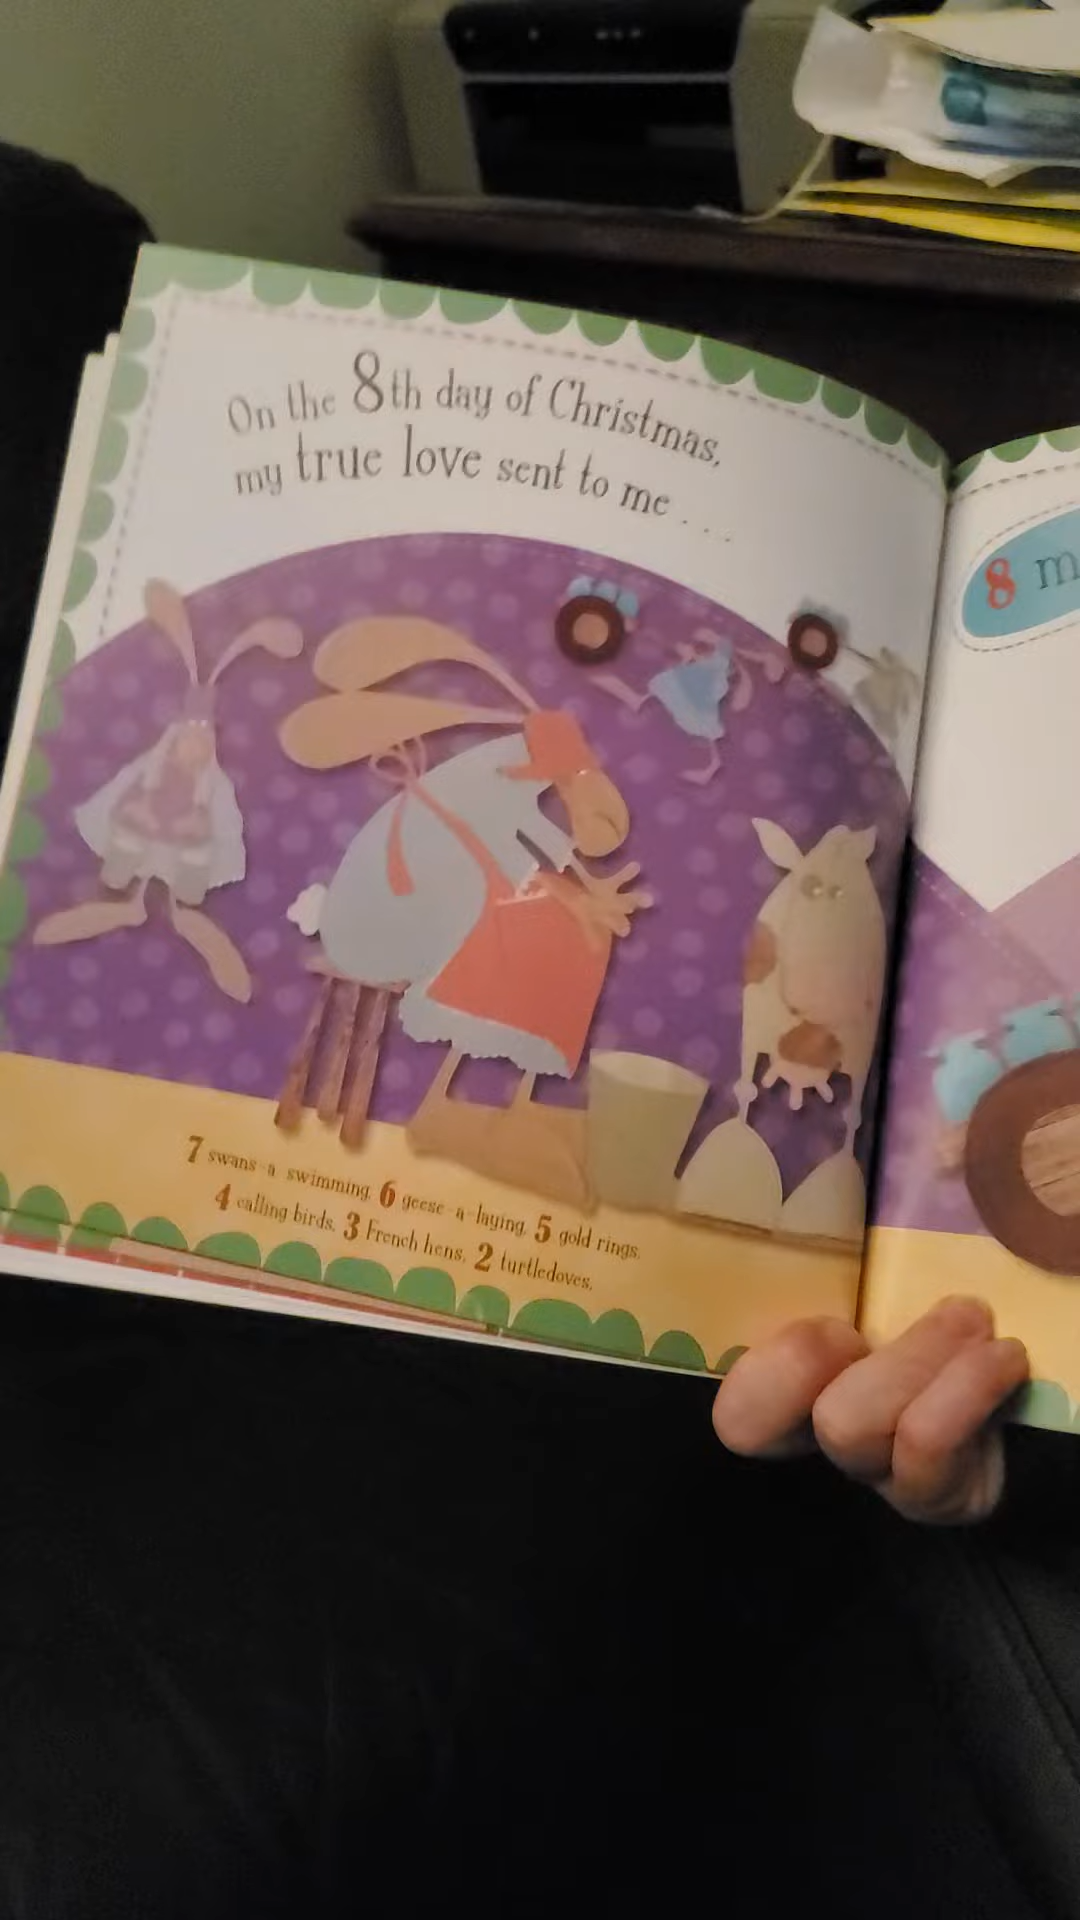 On the 8th day of Christmas,
my true love sent to me . . . .
8
7 swans-a swimming, 6 geese-a-laying, 5 gold rings,
4 calling birds, 3 French hens, 2 turtledoves,